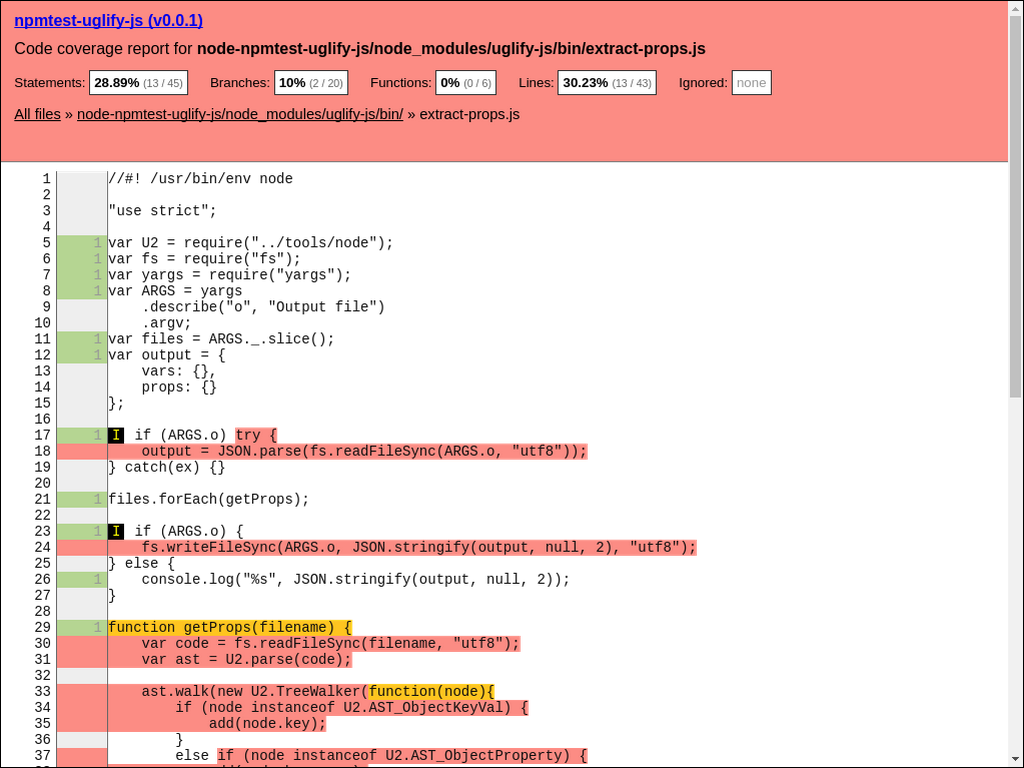 npmtest-uglify-js (v0.0.1)
Code coverage report for node-npmtest-uglify-js/node_modules/uglify-js/bin/extract-props.js
Statements: 28.89% (13 / 45) Branches: 10% (2 / 20) Functions: 0% (0 / 6) Lines: 30.23% (13 / 43) Ignored: none
All files » node-npmtest-uglify-js/node_modules/uglify-js/bin/ » extract-props.js
1 //#! /usr/bin/env node
2
3 "use strict";
4
5 1 var U2 = require("../tools/node");
6 1 var fs = require("fs");
7 1 var yargs = require("yargs");
8 1 var ARGS = yargs
9 .describe("o", "Output file")
10 .argv;
11 1 var files = ARGS._.slice();
12 1 var output = {
13 vars: {},
14 props: {}
15 };
16
17 1 I if (ARGS.o) try {
18 output = JSON.parse(fs.readFileSync(ARGS.o, "utf8"));
19 } catch(ex) {}
20
21 1 files.forEach(getProps);
22
23 1 I if (ARGS.o) {
24 fs.writeFileSync(ARGS.o, JSON.stringify(output, null, 2), "utf8");
25 } else {
26 1 console.log("%s", JSON.stringify(output, null, 2));
27 }
28
29 1 function getProps(filename) {
30 var code = fs.readFileSync(filename, "utf8");
31 var ast = U2.parse(code);
32
33 ast.walk(new U2.TreeWalker(function(node){
34 if (node instanceof U2.AST_ObjectKeyVal) {
35 add(node.key);
36 }
37 else if (node instanceof U2.AST_ObjectProperty) {